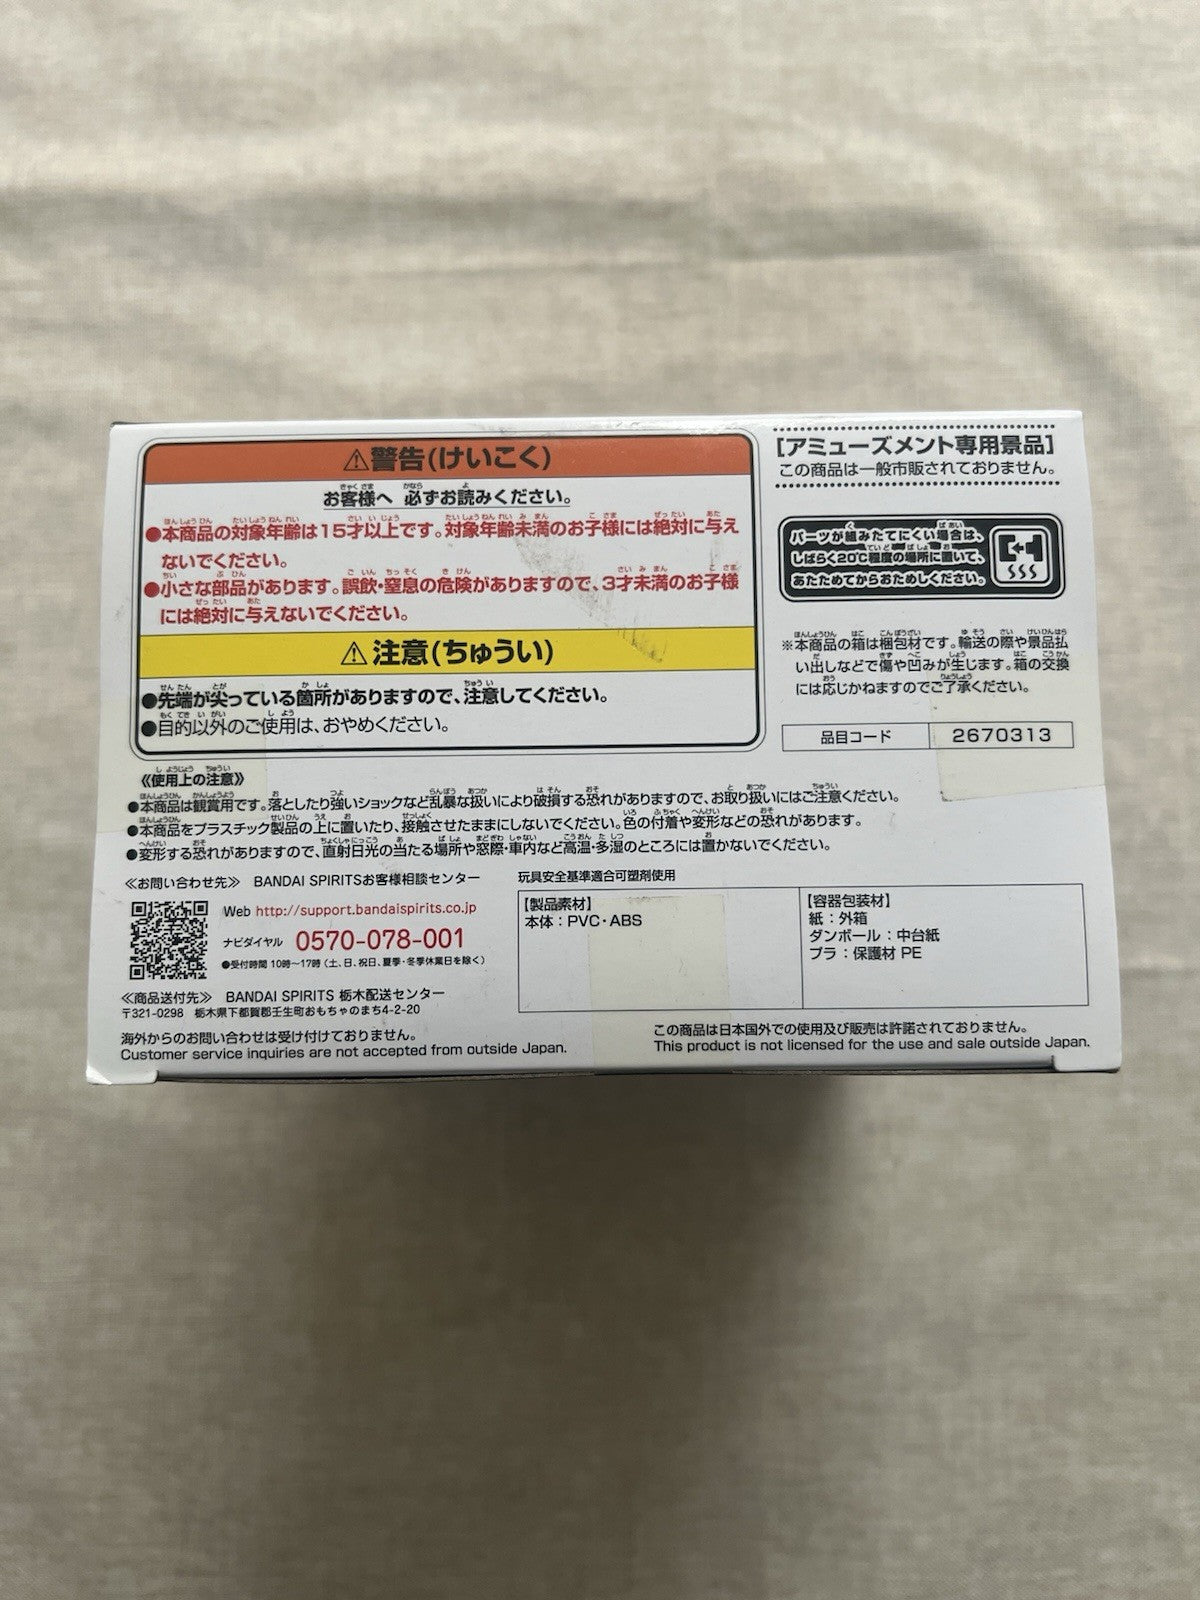 ⚠警告(けいこく)
お客様へ 必ずお読みください。
●本商品の対象年齢は15才以上です。対象年齢未満のお子様には絶対に与え
ないでください。
●小さな部品があります。誤飲・窒息の危険がありますので、3才未満のお子様
には絶対に与えないでください。
⚠注意(ちゅうい)
●先端が尖っている箇所がありますので、注意してください。
●目的以外のご使用は、おやめください。
[アミューズメント専用景品]
この商品は一般市販されておりません。
パーツが組みたてにくい場合は、
しばらく20℃程度の場所に置いて、
あたためてからおためしください。
※本商品の箱は梱包材です。輸送の際や景品払
い出しなどで傷や凹みが生じます。箱の交換
には応じかねますのでご了承ください。
品目コード 2670313
《使用上の注意》
●本商品は観賞用です。落としたり強いショックなど乱暴な扱いにより破損する恐れがありますので、お取り扱いにはご注意ください。
●本商品をプラスチック製品の上に置いたり、接触させたままにしないでください。色の付着や変形などの恐れがあります。
●変形する恐れがありますので、直射日光の当たる場所や窓際・車内など高温・多湿のところには置かないでください。
≪お問い合わせ先≫ BANDAI SPIRITSお客様相談センター
Web http://support.bandaispirits.co.jp
ナビダイヤル 0570-078-001
●受付時間 10時～17時（土、日、祝日、夏季・冬季休業日を除く）
≪商品送付先≫ BANDAI SPIRITS 栃木配送センター
〒321-0298 栃木県下都賀郡壬生町おもちゃのまち4-2-20
玩具安全基準適合可塑剤使用
【製品素材】
本体：PVC・ABS
【容器包装材】
紙：外箱
ダンボール：中台紙
プラ：保護材 PE
海外からのお問い合わせは受け付けておりません。
Customer service inquiries are not accepted from outside Japan.
この商品は日本国外での使用及び販売は許諾されておりません。
This product is not licensed for the use and sale outside Japan.